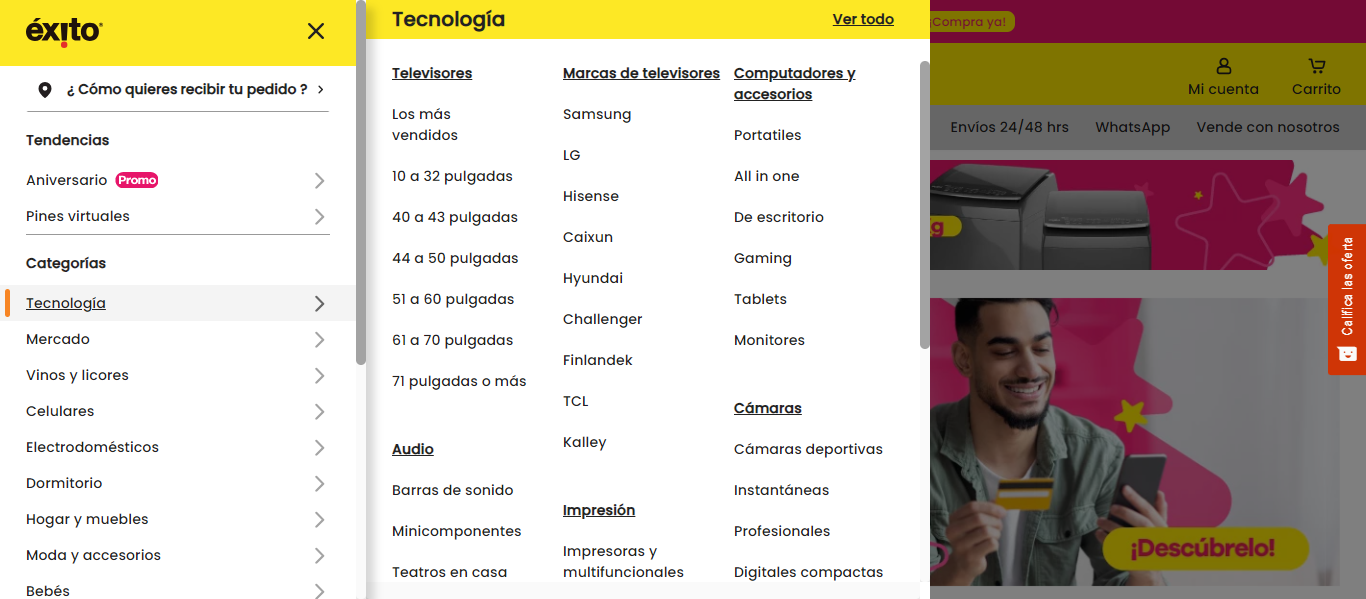 éxito
¿ Cómo quieres recibir tu pedido ?
Tendencias
Aniversario Promo
Pines virtuales
Categorías
Tecnología
Mercado
Vinos y licores
Celulares
Electrodomésticos
Dormitorio
Hogar y muebles
Moda y accesorios
Bebés
Tecnología
Ver todo
Televisores
Los más
vendidos
10 a 32 pulgadas
40 a 43 pulgadas
44 a 50 pulgadas
51 a 60 pulgadas
61 a 70 pulgadas
71 pulgadas o más
Audio
Barras de sonido
Minicomponentes
Teatros en casa
Marcas de televisores
Samsung
LG
Hisense
Caixun
Hyundai
Challenger
Finlandek
TCL
Kalley
Impresión
Impresoras y
multifuncionales
Computadores y
accesorios
Portatiles
All in one
De escritorio
Gaming
Tablets
Monitores
Cámaras
Cámaras deportivas
Instantáneas
Profesionales
Digitales compactas
¡Compra ya!
Mi cuenta
Carrito
Envíos 24/48 hrs
WhatsApp
Vende con nosotros
g
Califica las oferta
¡Descúbrelo!